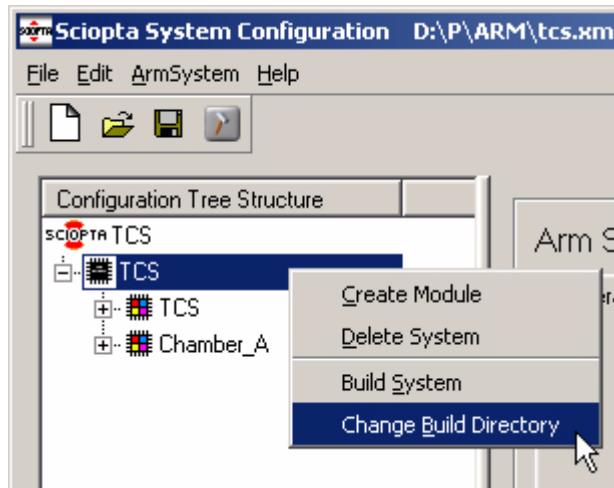 Sciopta System Configuration D:\P\ARM\tcs.xm
File Edit ArmSystem Help
Configuration Tree Structure
SCIOPTA TCS
Arm S
TCS
Create Module
TCS
Delete System
Chamber_A
Build System
Change Build Directory